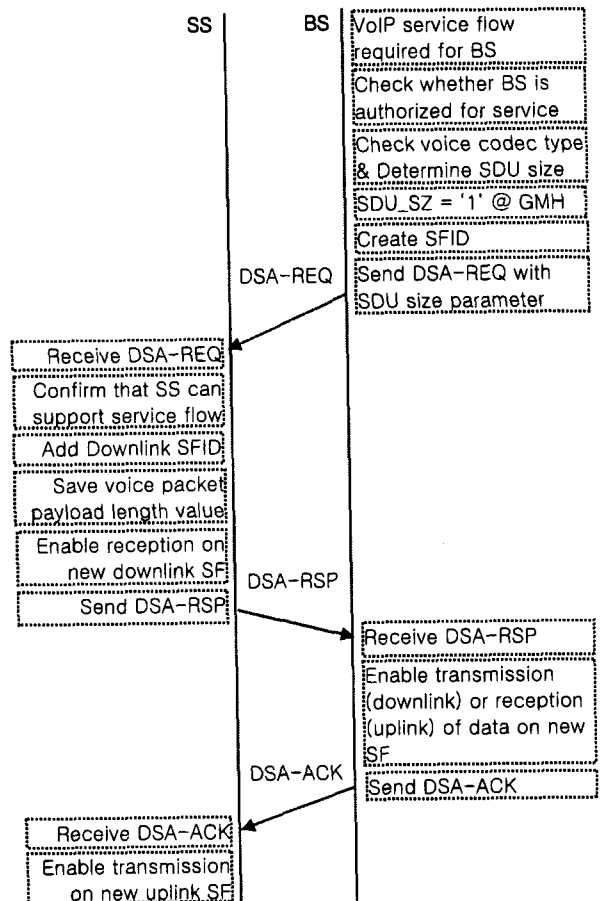 SS
BS
VoIP service flow
required for BS
Check whether BS is
authorized for service
Check voice codec type
& Determine SDU size
SDU_SZ = '1' @ GMH
Create SFID
DSA-REQ
Send DSA-REQ with
SDU size parameter
Receive DSA-REQ
Confirm that SS can
support service flow
Add Downlink SFID
Save voice packet
payload length value
Enable reception on
new downlink SF
DSA-RSP
Send DSA-RSP
Receive DSA-RSP
Enable transmission
(downlink) or reception
(uplink) of data on new
SF
DSA-ACK
Send DSA-ACK
Receive DSA-ACK
Enable transmission
on new uplink SF